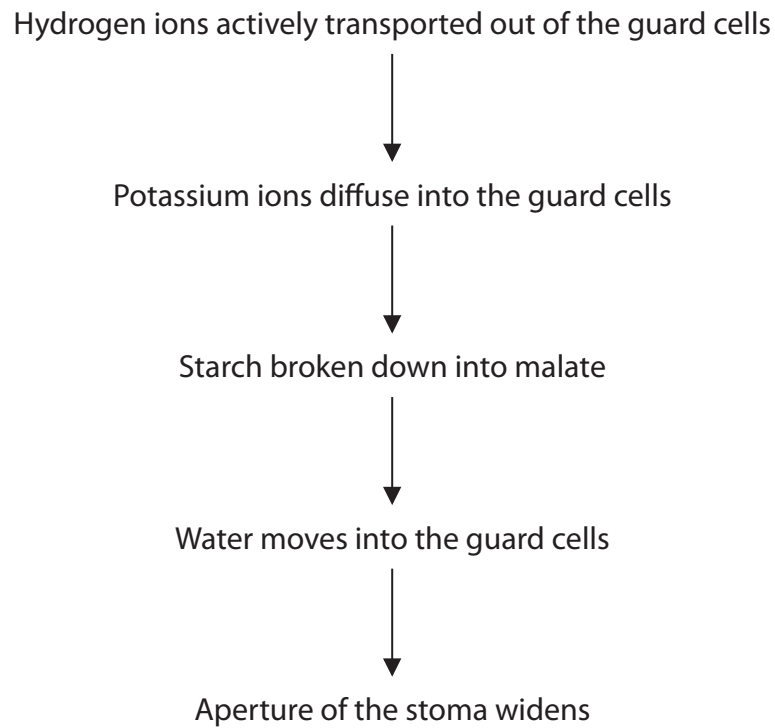 Hydrogen ions actively transported out of the guard cells
Potassium ions diffuse into the guard cells
Starch broken down into malate
Water moves into the guard cells
Aperture of the stoma widens